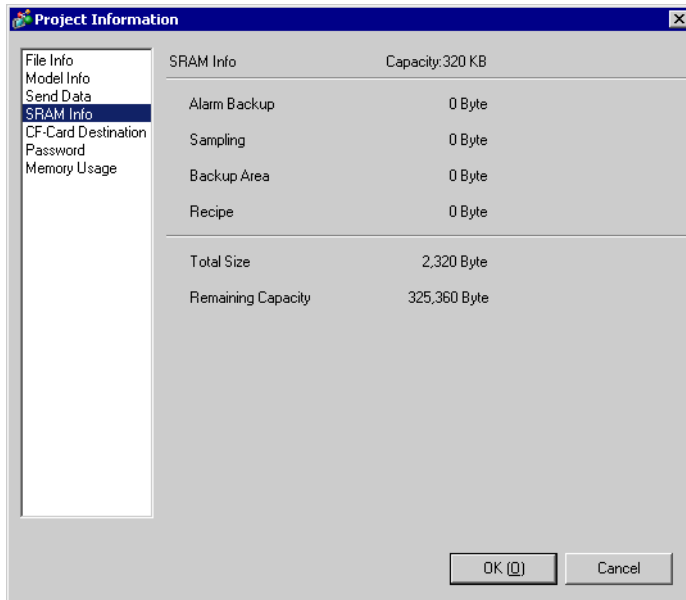 Project Information
File Info
Model Info
Send Data
SRAM Info
CF-Card Destination
Password
Memory Usage
SRAM Info Capacity:320 KB
Alarm Backup 0 Byte
Sampling 0 Byte
Backup Area 0 Byte
Recipe 0 Byte
Total Size 2,320 Byte
Remaining Capacity 325,360 Byte
OK (O) Cancel